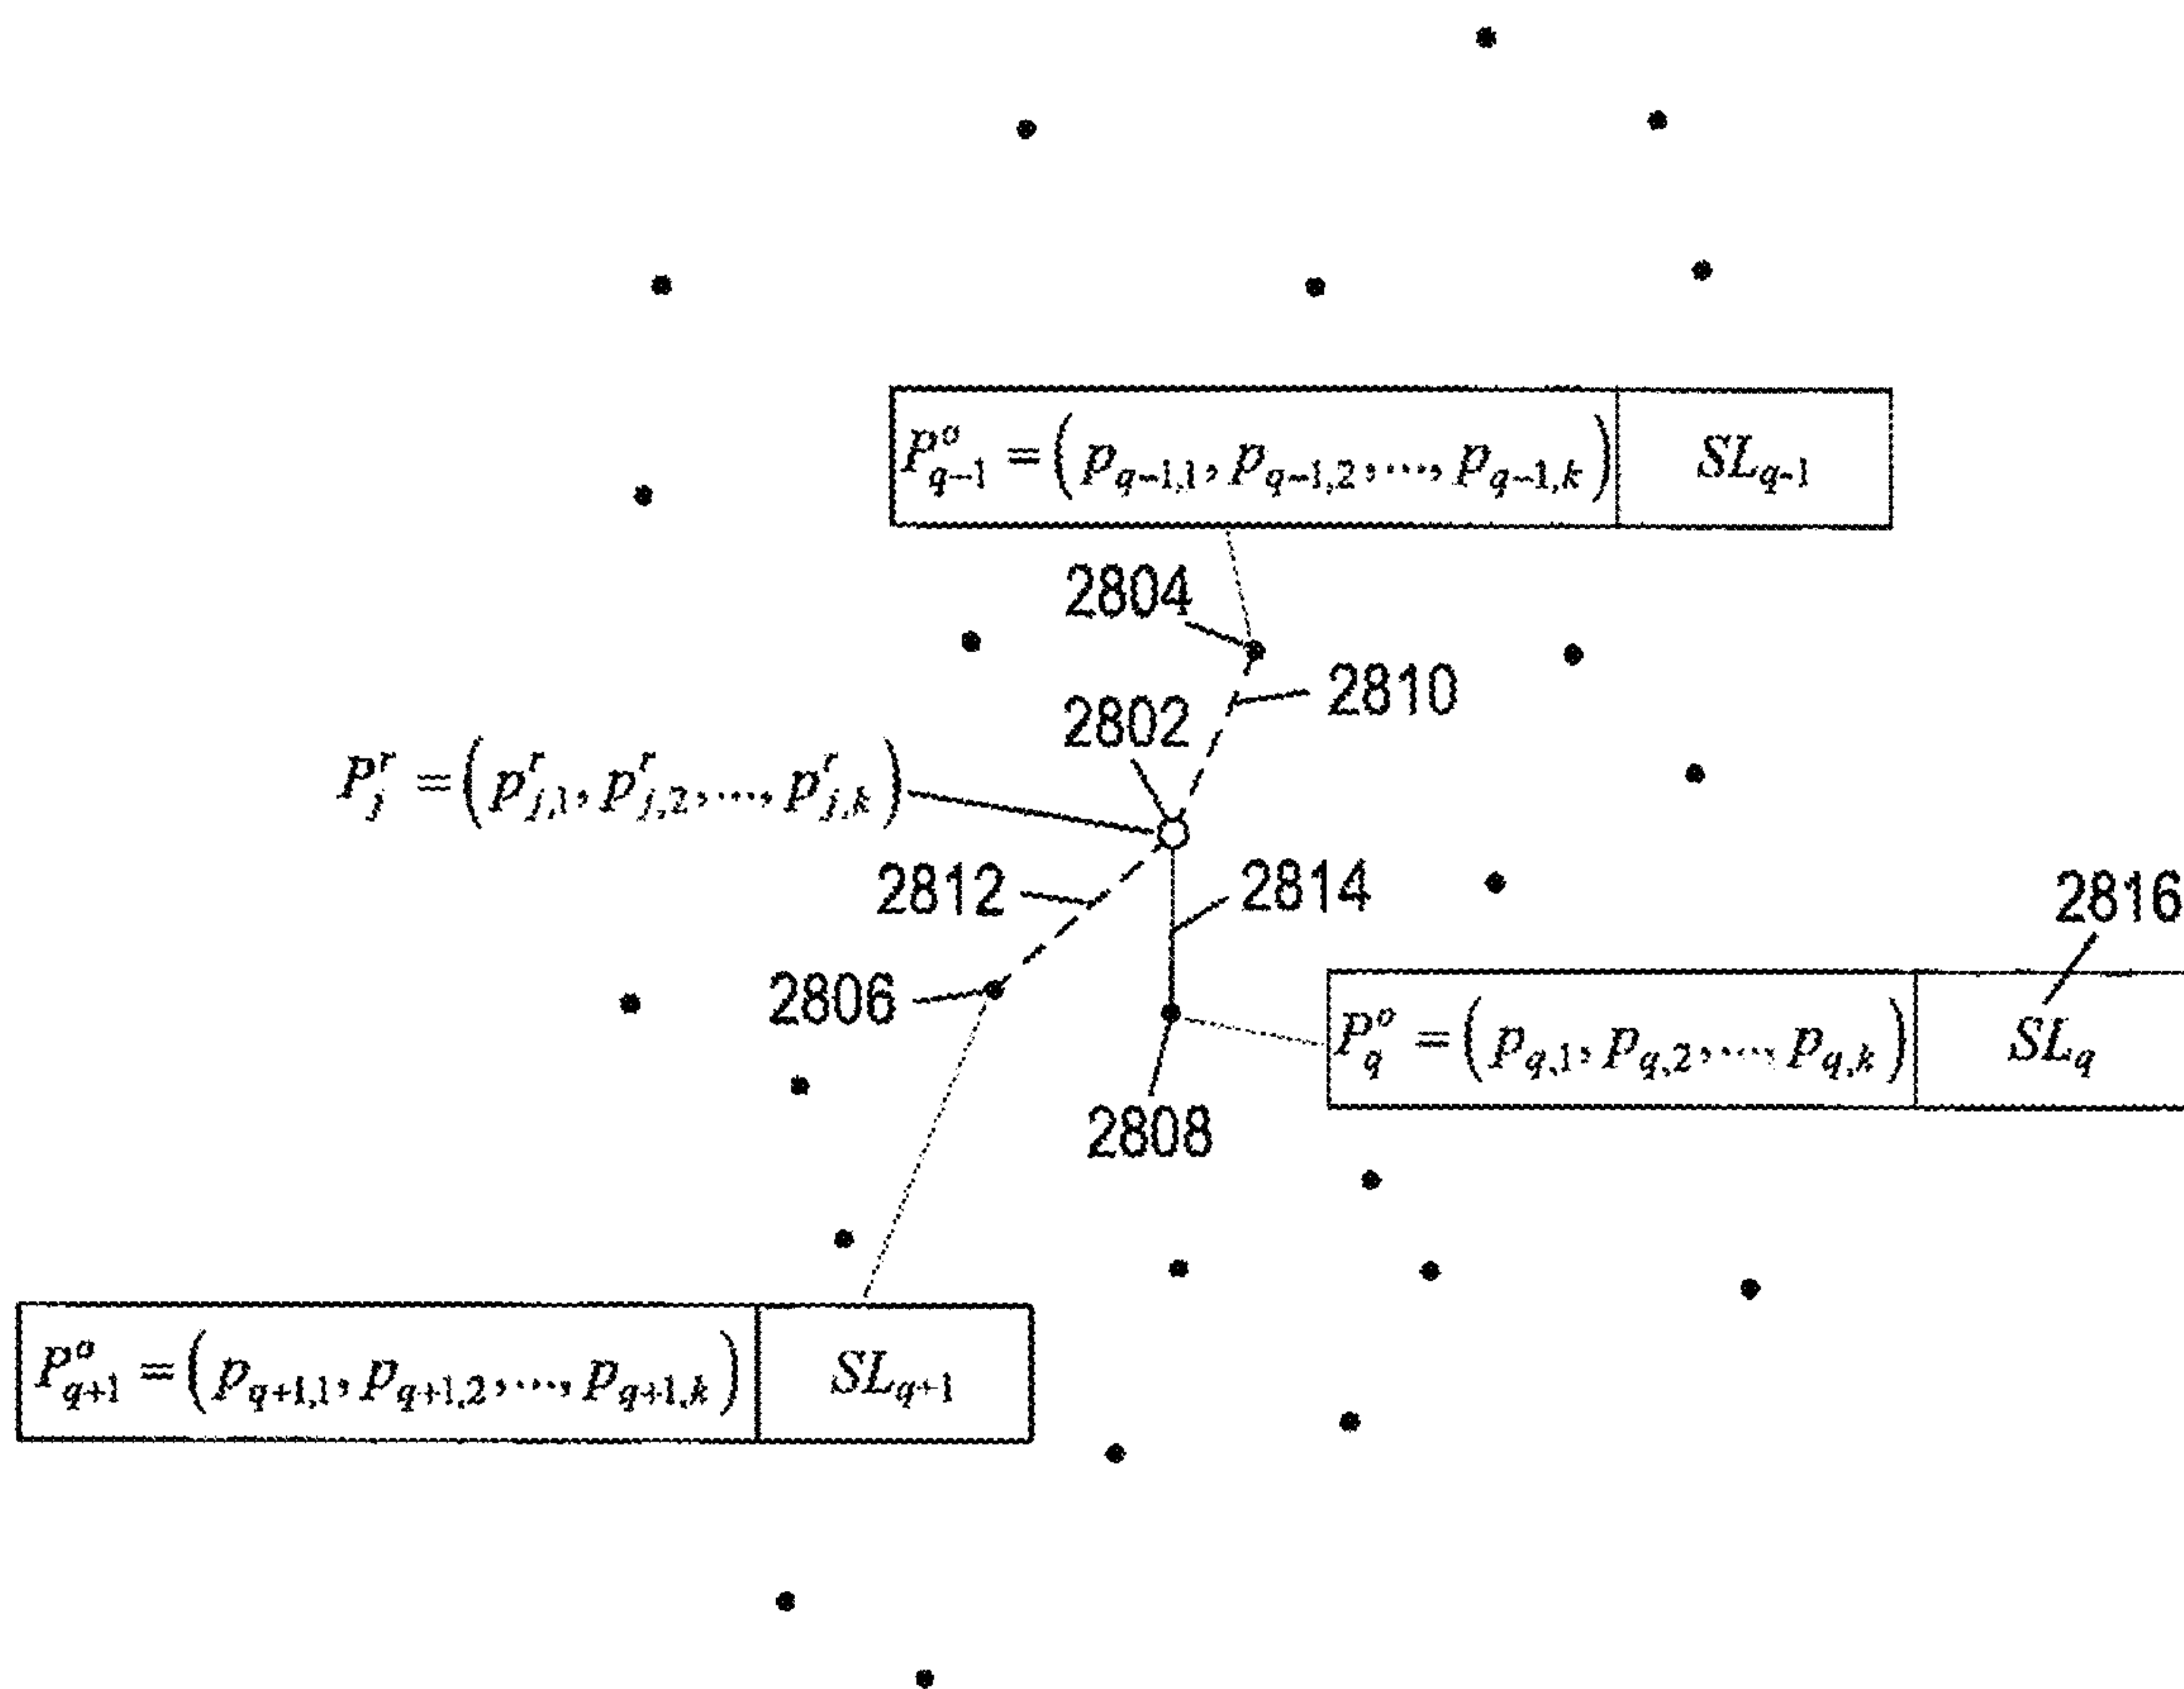 P^o_{q-1} = (p_{q-1,1}, p_{q-1,2}, ..., p_{q-1,k}) SL_{q-1}
2804
2810
2802
P^r_j = (p^r_{j,1}, p^r_{j,2}, ..., p^r_{j,k})
2812
2814
2816
2806
P^o_q = (p_{q,1}, p_{q,2}, ..., p_{q,k}) SL_q
2808
P^o_{q+1} = (p_{q+1,1}, p_{q+1,2}, ..., p_{q+1,k}) SL_{q+1}